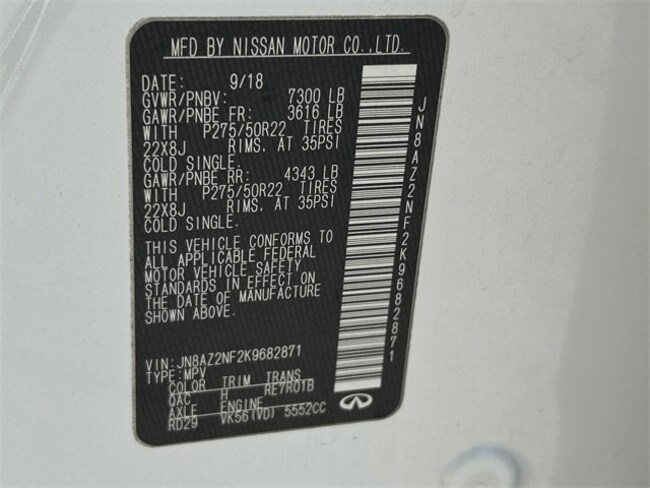 MFD BY NISSAN MOTOR CO.,LTD.
DATE: 9/18
GVWR/PNBV: 7300 LB
GAWR/PNBE FR: 3616 LB
WITH P275/50R22 TIRES
22X8J RIMS. AT 35PSI
COLD SINGLE.
GAWR/PNBE RR: 4343 LB
WITH P275/50R22 TIRES
22X8J RIMS. AT 35PSI
COLD SINGLE.
THIS VEHICLE CONFORMS TO
ALL APPLICABLE FEDERAL
MOTOR VEHICLE SAFETY
STANDARDS IN EFFECT ON
THE DATE OF MANUFACTURE
SHOWN ABOVE.
VIN:JN8AZ2NF2K9682871
TYPE:MPV
COLOR TRIM TRANS
QAC H RE7R01B
AXLE ENGINE
RD29 VK56(VD) 5552CC
JN8AZ2NF2K9682871